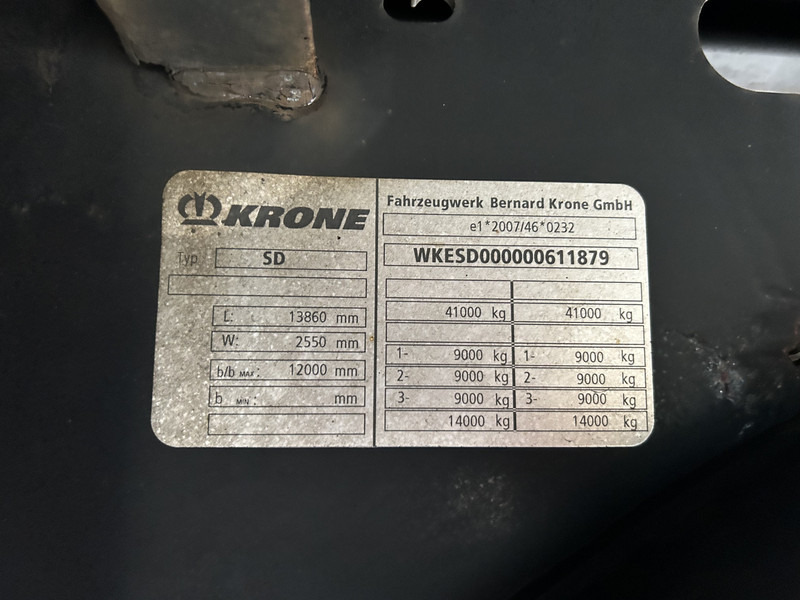 KRONE
Typ SD
L: 13860 mm
W: 2550 mm
b/b MAX: 12000 mm
b MIN: mm
Fahrzeugwerk Bernard Krone GmbH
e1*2007/46*0232
WKESD000000611879
41000 kg 41000 kg
1- 9000 kg 1- 9000 kg
2- 9000 kg 2- 9000 kg
3- 9000 kg 3- 9000 kg
14000 kg 14000 kg